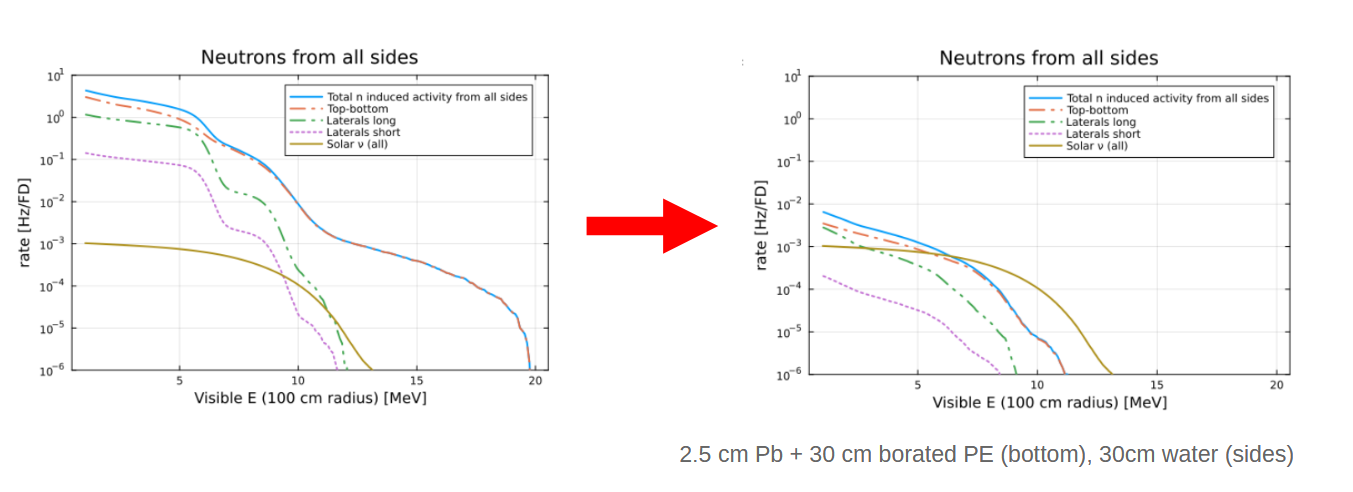 Neutrons from all sides
10¹
10⁰
10⁻¹
10⁻²
10⁻³
10⁻⁴
10⁻⁵
10⁻⁶
rate [Hz/FD]
Total n induced activity from all sides
Top-bottom
Laterals long
Laterals short
Solar ν (all)
5 10 15 20
Visible E (100 cm radius) [MeV]
Neutrons from all sides
10¹
10⁰
10⁻¹
10⁻²
10⁻³
10⁻⁴
10⁻⁵
10⁻⁶
rate [Hz/FD]
Total n induced activity from all sides
Top-bottom
Laterals long
Laterals short
Solar ν (all)
5 10 15 20
Visible E (100 cm radius) [MeV]
2.5 cm Pb + 30 cm borated PE (bottom), 30cm water (sides)